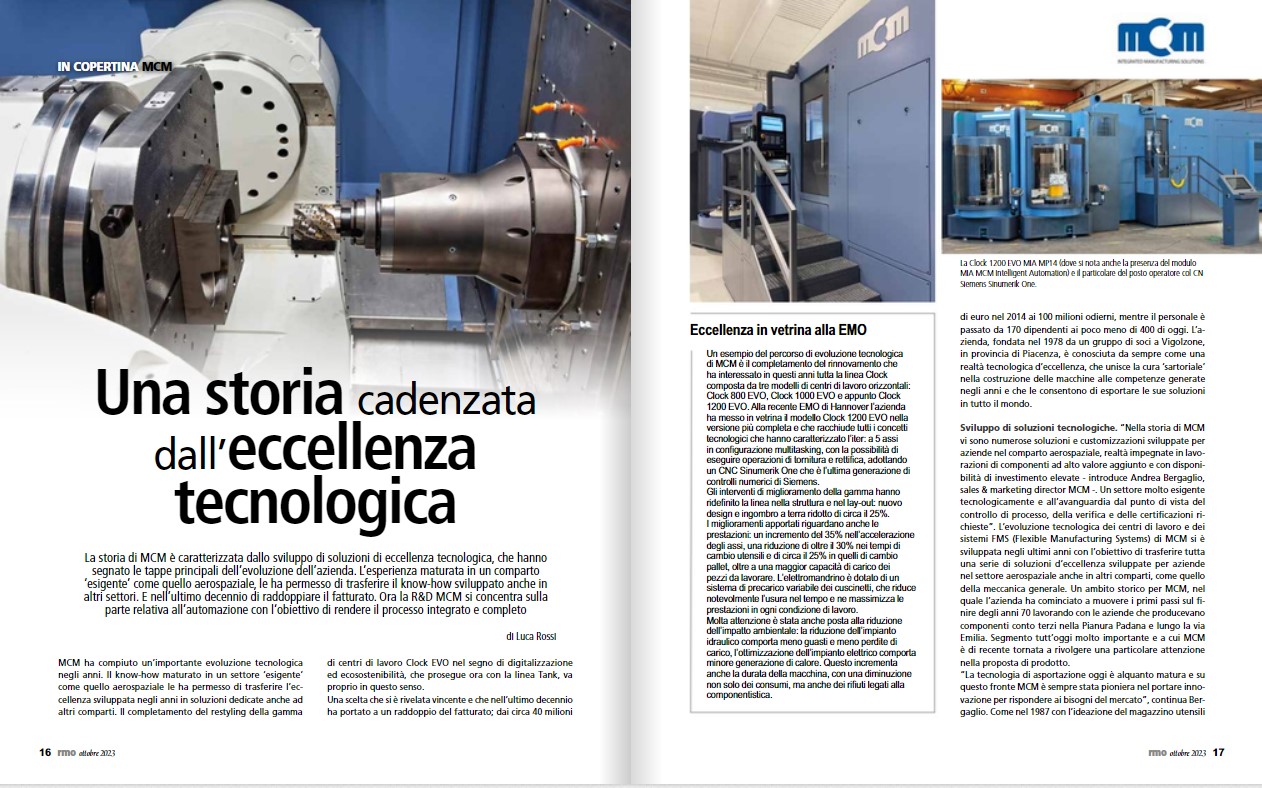 IN COPERTINA MCM
Una storia cadenzata
dall'eccellenza
tecnologica
La storia di MCM è caratterizzata dallo sviluppo di soluzioni di eccellenza tecnologica, che hanno
segnato le tappe principali dell'evoluzione dell'azienda. L'esperienza maturata in un comparto
'esigente' come quello aerospaziale, le ha permesso di trasferire il know-how sviluppato anche in
altri settori. E nell'ultimo decennio di raddoppiare il fatturato. Ora la R&D MCM si concentra sulla
parte relativa all'automazione con l'obiettivo di rendere il processo integrato e completo
di Luca Rossi
MCM ha compiuto un'importante evoluzione tecnologica
negli anni. Il know-how maturato in un settore 'esigente'
come quello aerospaziale le ha permesso di trasferire l'ec-
cellenza sviluppata negli anni in soluzioni dedicate anche ad
altri comparti. Il completamento del restyling della gamma
di centri di lavoro Clock EVO nel segno di digitalizzazione
ed ecosostenibilità, che prosegue ora con la linea Tank, va
proprio in questo senso.
Una scelta che si è rivelata vincente e che nell'ultimo decennio
ha portato a un raddoppio del fatturato; dai circa 40 milioni
16 rmo ottobre 2023
mcm
mcm
INTEGRATED MANUFACTURING SOLUTIONS
mcm
mcm
mcm
La Clock 1200 EVO MIA MP14 (dove si nota anche la presenza del modulo
MIA MCM Intelligent Automation) e il particolare del posto operatore col CN
Siemens Sinumerik One.
Eccellenza in vetrina alla EMO
Un esempio del percorso di evoluzione tecnologica
di MCM è il completamento del rinnovamento che
ha interessato in questi anni tutta la linea Clock
composta da tre modelli di centri di lavoro orizzontali:
Clock 800 EVO, Clock 1000 EVO e appunto Clock
1200 EVO. Alla recente EMO di Hannover l'azienda
ha messo in vetrina il modello Clock 1200 EVO nella
versione più completa e che racchiude tutti i concetti
tecnologici che hanno caratterizzato l'iter: a 5 assi
in configurazione multitasking, con la possibilità di
eseguire operazioni di tornitura e rettifica, adottando
un CNC Sinumerik One che è l'ultima generazione di
controlli numerici di Siemens.
Gli interventi di miglioramento della gamma hanno
ridefinito la linea nella struttura e nel lay-out: nuovo
design e ingombro a terra ridotto di circa il 25%.
I miglioramenti apportati riguardano anche le
prestazioni: un incremento del 35% nell'accelerazione
degli assi, una riduzione di oltre il 30% nei tempi di
cambio utensili e di circa il 25% in quelli di cambio
pallet, oltre a una maggior capacità di carico dei
pezzi da lavorare. L'elettromandrino è dotato di un
sistema di precarico variabile dei cuscinetti, che riduce
notevolmente l'usura nel tempo e ne massimizza le
prestazioni in ogni condizione di lavoro.
Molta attenzione è stata anche posta alla riduzione
dell'impatto ambientale: la riduzione dell'impianto
idraulico comporta meno guasti e meno perdite di
carico, l'ottimizzazione dell'impianto elettrico comporta
minore generazione di calore. Questo incrementa
anche la durata della macchina, con una diminuzione
non solo dei consumi, ma anche dei rifiuti legati alla
componentistica.
di euro nel 2014 ai 100 milioni odierni, mentre il personale è
passato da 170 dipendenti ai poco meno di 400 di oggi. L'a-
zienda, fondata nel 1978 da un gruppo di soci a Vigolzone,
in provincia di Piacenza, è conosciuta da sempre come una
realtà tecnologica d'eccellenza, che unisce la cura 'sartoriale'
nella costruzione delle macchine alle competenze generate
negli anni e che le consentono di esportare le sue soluzioni
in tutto il mondo.
Sviluppo di soluzioni tecnologiche. "Nella storia di MCM
vi sono numerose soluzioni e customizzazioni sviluppate per
aziende nel comparto aerospaziale, realtà impegnate in lavo-
razioni di componenti ad alto valore aggiunto e con disponi-
bilità di investimento elevate - introduce Andrea Bergaglio,
sales & marketing director MCM -. Un settore molto esigente
tecnologicamente e all'avanguardia dal punto di vista del
controllo di processo, della verifica e delle certificazioni ri-
chieste". L'evoluzione tecnologica dei centri di lavoro e dei
sistemi FMS (Flexible Manufacturing Systems) di MCM si è
sviluppata negli ultimi anni con l'obiettivo di trasferire tutta
una serie di soluzioni d'eccellenza sviluppate per aziende
nel settore aerospaziale anche in altri comparti, come quello
della meccanica generale. Un ambito storico per MCM, nel
quale l'azienda ha cominciato a muovere i primi passi sul fi-
nire degli anni 70 lavorando con le aziende che producevano
componenti conto terzi nella Pianura Padana e lungo la via
Emilia. Segmento tutt'oggi molto importante e a cui MCM
è di recente tornata a rivolgere una particolare attenzione
nella proposta di prodotto.
"La tecnologia di asportazione oggi è alquanto matura e su
questo fronte MCM è sempre stata pioniera nel portare inno-
vazione per rispondere ai bisogni del mercato", continua Ber-
gaglio. Come nel 1987 con l'ideazione del magazzino utensili
rmo ottobre 2023 17